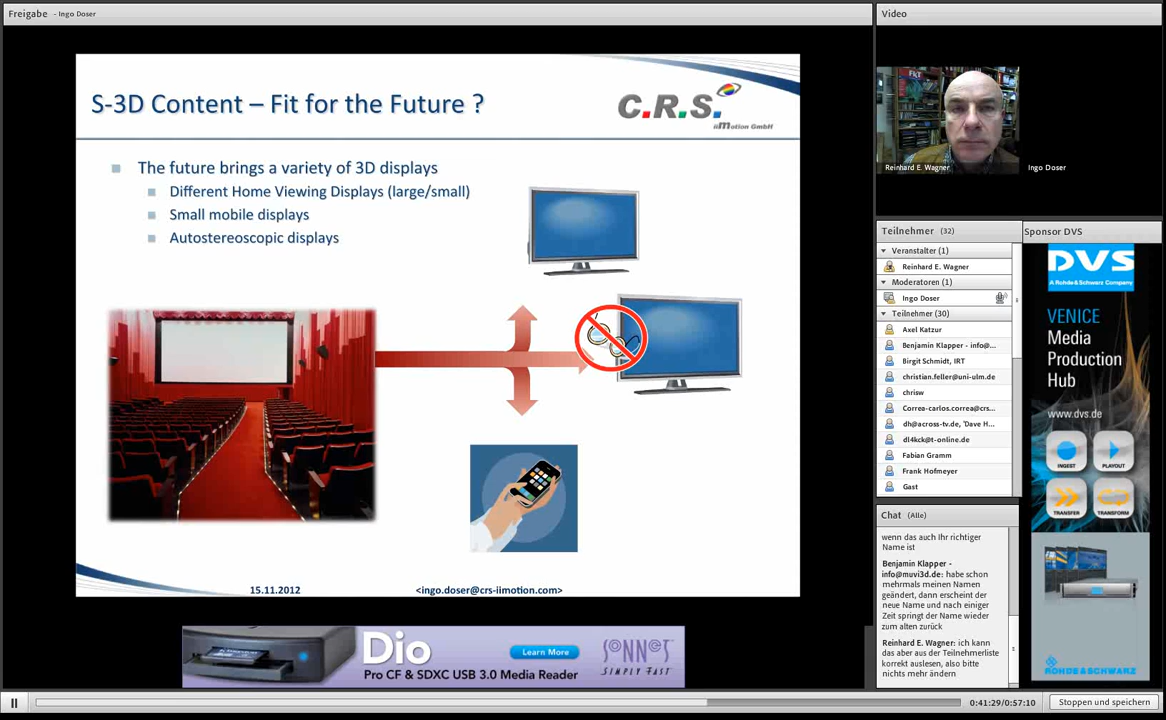 Freigabe - Ingo Doser
S-3D Content – Fit for the Future ?
C.R.S.
iiMotion GmbH
The future brings a variety of 3D displays
Different Home Viewing Displays (large/small)
Small mobile displays
Autostereoscopic displays
15.11.2012
<ingo.doser@crs-iimotion.com>
Dio
Learn More
Pro CF & SDXC USB 3.0 Media Reader
SONNET
SIMPLY FAST
Video
FKT
Reinhard E. Wagner
Ingo Doser
Teilnehmer (32)
Veranstalter (1)
Reinhard E. Wagner
Moderatoren (1)
Ingo Doser
Teilnehmer (30)
Axel Katzur
Benjamin Klapper - info@...
Birgit Schmidt, IRT
christian.feller@uni-ulm.de
chrisw
Correa-carlos.correa@crs...
dh@across-tv.de, 'Dave H...
dl4kck@t-online.de
Fabian Gramm
Frank Hofmeyer
Gast
Chat (Alle)
wenn das auch Ihr richtiger
Name ist
Benjamin Klapper -
info@muvi3d.de: habe schon
mehrmals meinen Namen
geändert, dann erscheint der
neue Name und nach einiger
Zeit springt der Name wieder
zum alten zurück
Reinhard E. Wagner: ich kann
das aber aus der Teilnehmerliste
korrekt auslesen, also bitte
nichts mehr ändern
Sponsor DVS
DVS
A Rohde&Schwarz Company
VENICE
Media
Production
Hub
www.dvs.de
INGEST
PLAYOUT
TRANSFER
TRANSFORM
ROHDE&SCHWARZ
0:41:29/0:57:10
Stoppen und speichern